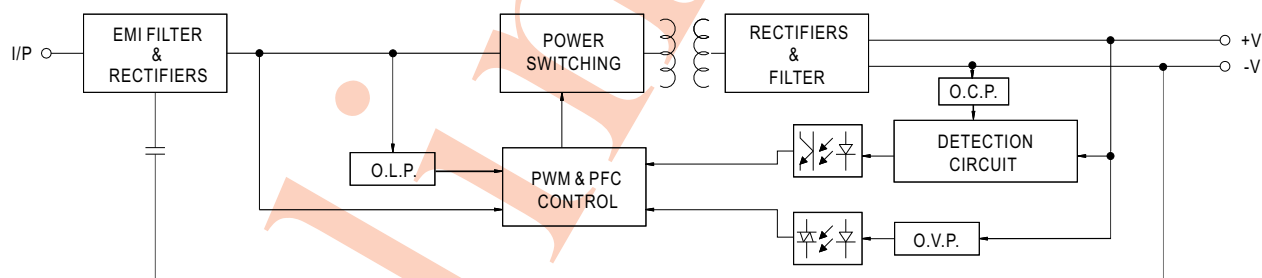 I/P
EMI FILTER
&
RECTIFIERS
POWER
SWITCHING
RECTIFIERS
&
FILTER
+V
-V
O.C.P.
DETECTION
CIRCUIT
O.L.P.
PWM & PFC
CONTROL
O.V.P.